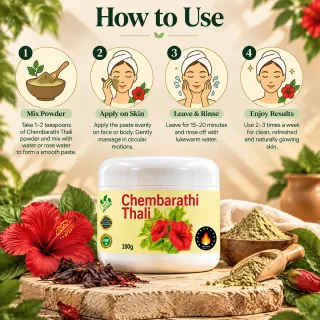 How to Use
1
2
3
4
Mix Powder
Take 1-2 teaspoons
of Chembarathi Thali
powder and mix with
water or rose water
to form a smooth paste.
Apply on Skin
Apply the paste evenly
on face or body. Gently
massage in circular
motions.
Leave & Rinse
Leave for 15-20 minutes
and rinse off with
lukewarm water.
Enjoy Results
Use 2-3 times a week
for clean, refreshed
and naturally glowing
skin.
Chembarathi
Thali
100g